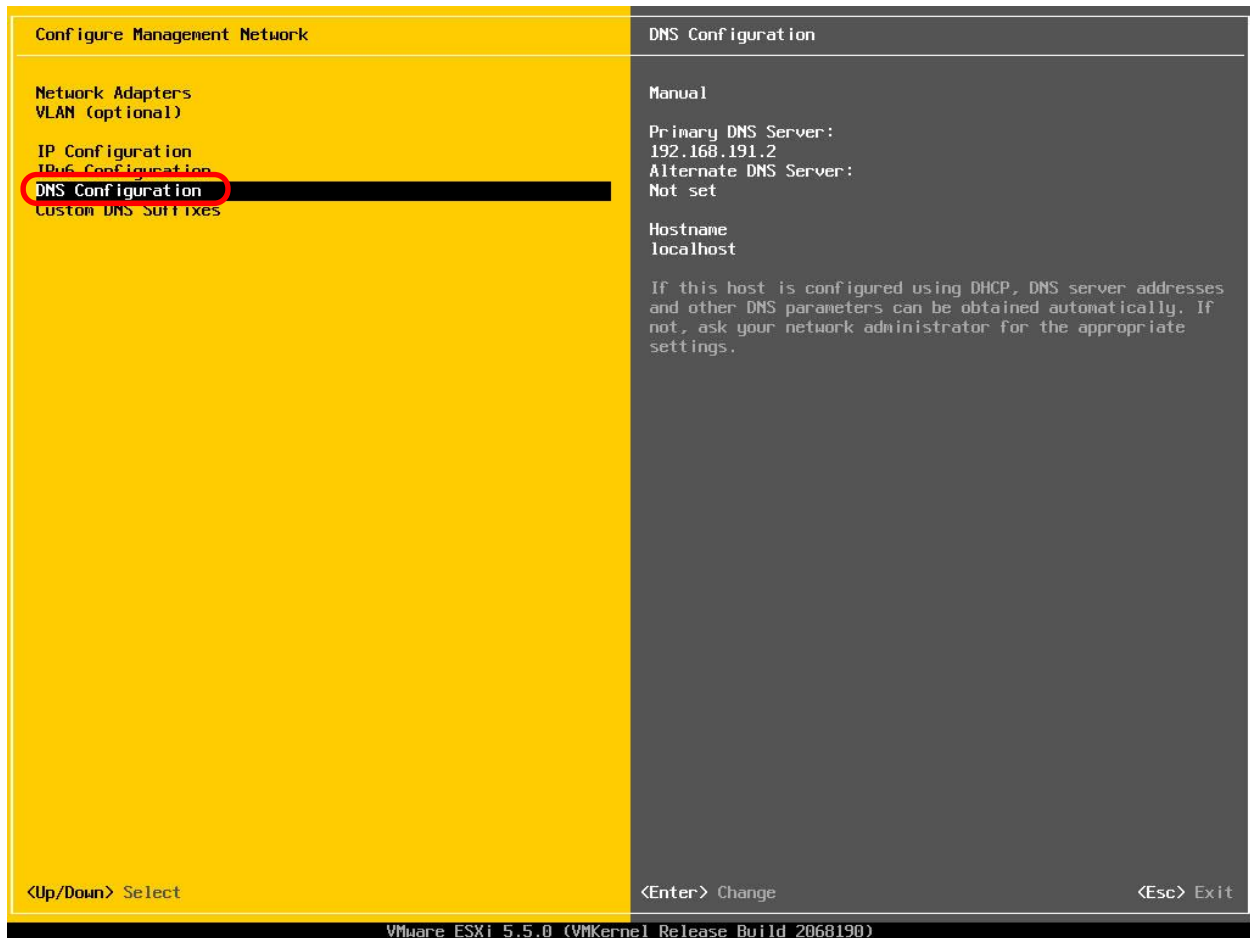 Configure Management Network
Network Adapters
VLAN (optional)
IP Configuration
IPv6 Configuration
DNS Configuration
Custom DNS Suffixes
<Up/Down> Select
DNS Configuration
Manual
Primary DNS Server:
192.168.191.2
Alternate DNS Server:
Not set
Hostname
localhost
If this host is configured using DHCP, DNS server addresses
and other DNS parameters can be obtained automatically. If
not, ask your network administrator for the appropriate
settings.
<Enter> Change <Esc> Exit
VMware ESXi 5.5.0 (VMKernel Release Build 2068190)